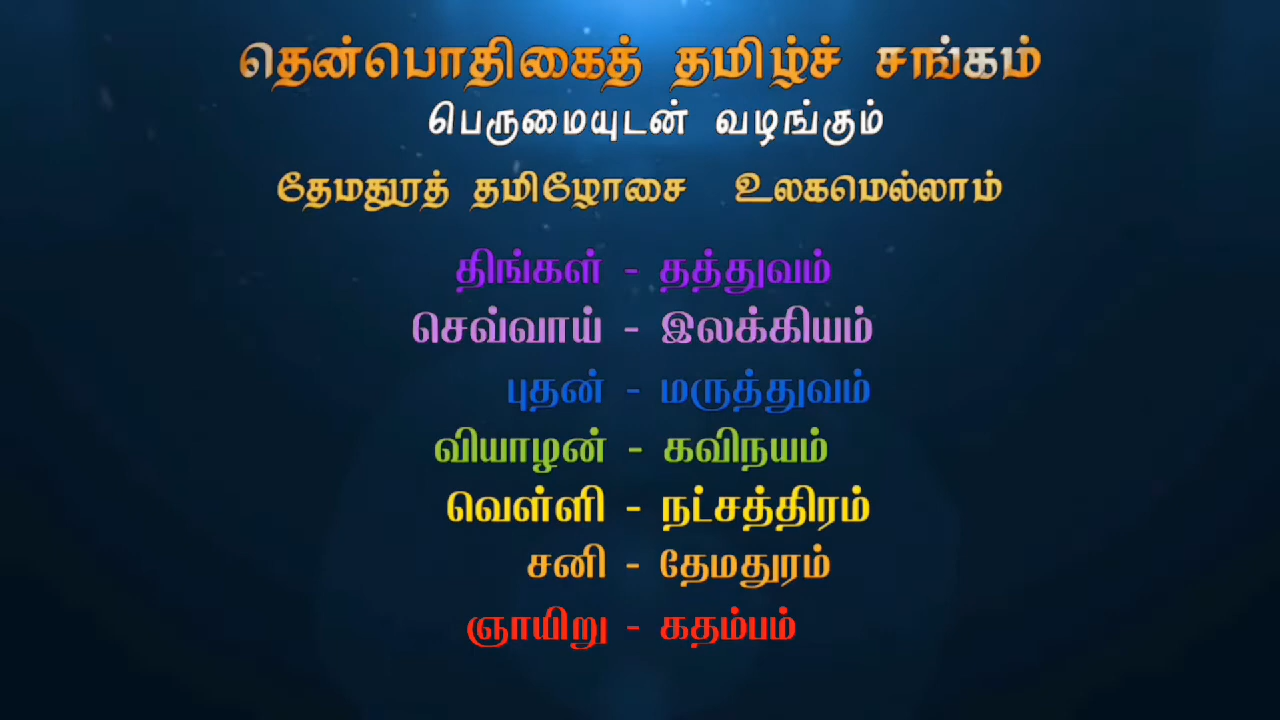 தென்பொதிகைத் தமிழ்ச் சங்கம்
பெருமையுடன் வழங்கும்
தேமதுரத் தமிழோசை உலகமெல்லாம்
திங்கள் - தத்துவம்
செவ்வாய் - இலக்கியம்
புதன் - மருத்துவம்
வியாழன் - கவிநயம்
வெள்ளி - நட்சத்திரம்
சனி - தேமதுரம்
ஞாயிறு - கதம்பம்